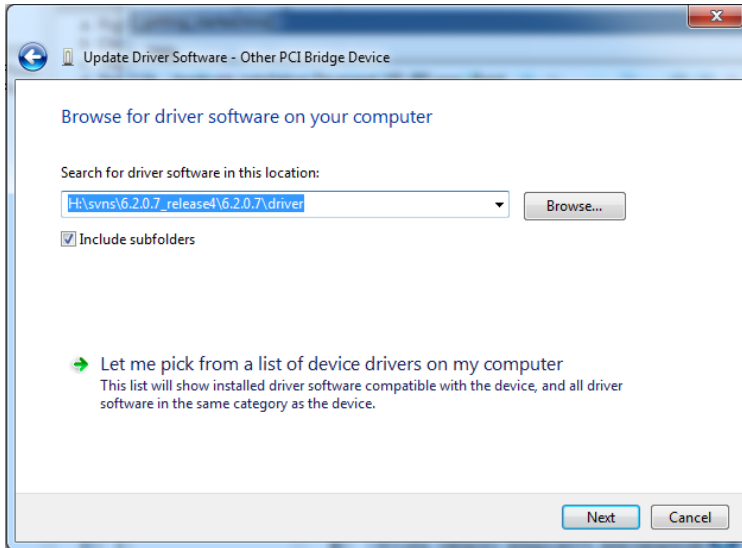 Update Driver Software - Other PCI Bridge Device
Browse for driver software on your computer
Search for driver software in this location:
H:\svns\6.2.0.7_release4\6.2.0.7\driver
Browse...
Include subfolders
Let me pick from a list of device drivers on my computer
This list will show installed driver software compatible with the device, and all driver
software in the same category as the device.
Next
Cancel